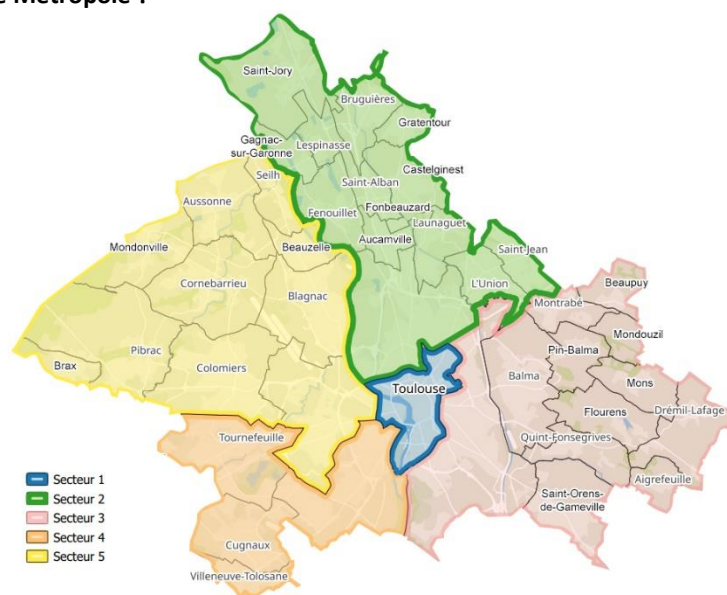 e Métropole ?
Saint-Jory
Bruguières
Gratentour
Gagnac-
sur-Garonne
Lespinasse
Seilh
Castelginest
Saint-Alban
Aussonne
Fonbeauzard
Fenouillet
Launaguet
Mondonville
Beauzelle
Aucamville
Saint-Jean
Cornebarrieu
L'Union
Beaupuy
Blagnac
Montrabé
Mondouzil
Pibrac
Pin-Balma
Brax
Colomiers
Balma
Mons
Toulouse
Flourens
Drémil-Lafage
Tournefeuille
Quint-Fonsegrives
Aigrefeuille
Saint-Orens-
de-Gameville
Cugnaux
Villeneuve-Tolosane
Secteur 1
Secteur 2
Secteur 3
Secteur 4
Secteur 5